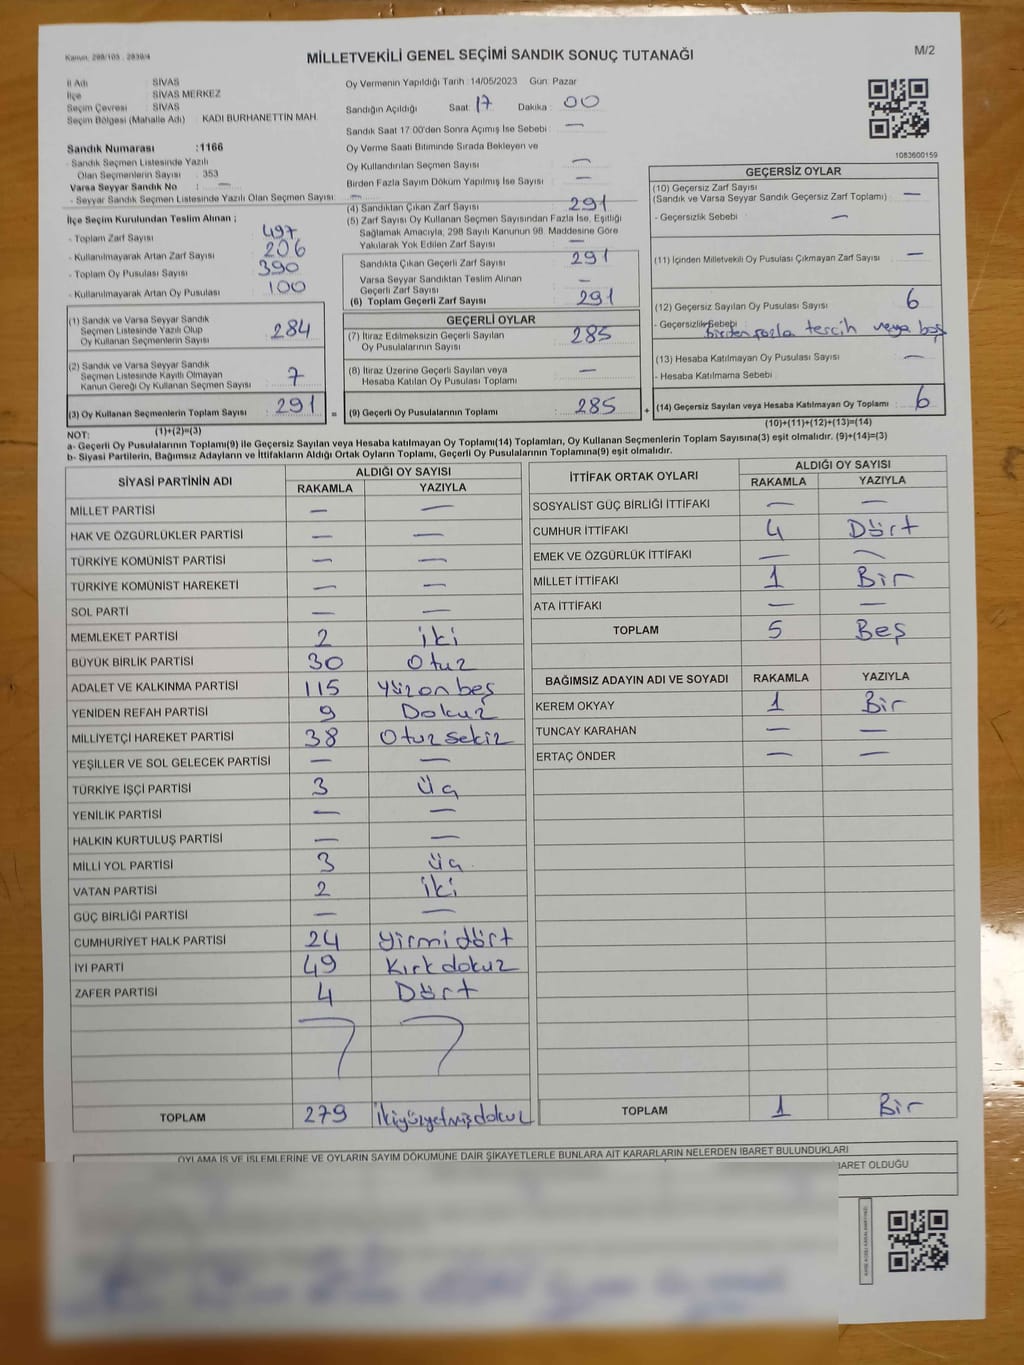 Kanun. 298/103 , 2839/4
MİLLETVEKİLİ GENEL SEÇİMİ SANDIK SONUÇ TUTANAĞI
M/2
İl Adı : SİVAS
İlçe : SİVAS MERKEZ
Seçim Çevresi : SİVAS
Seçim Bölgesi (Mahalle Adı) : KADI BURHANETTİN MAH.
Sandık Numarası : 1166
- Sandık Seçmen Listesinde Yazılı
Olan Seçmenlerin Sayısı : 353
Varsa Seyyar Sandık No : —
- Seyyar Sandık Seçmen Listesinde Yazılı Olan Seçmen Sayısı : —
Oy Vermenin Yapıldığı Tarih : 14/05/2023 Gün: Pazar
Sandığın Açıldığı Saat: 17 Dakika : 00
Sandık Saat 17.00'den Sonra Açımış İse Sebebi : —
Oy Verme Saati Bitiminde Sırada Bekleyen ve
Oy Kullandırılan Seçmen Sayısı : —
Birden Fazla Sayım Döküm Yapılmış İse Sayısı : —
1083600159
İlçe Seçim Kurulundan Teslim Alınan ;
- Toplam Zarf Sayısı : 497
- Kullanılmayarak Artan Zarf Sayısı : 206
- Toplam Oy Pusulası Sayısı : 390
- Kullanılmayarak Artan Oy Pusulası : 100
(4) Sandıktan Çıkan Zarf Sayısı : 291
(5) Zarf Sayısı Oy Kullanan Seçmen Sayısından Fazla İse, Eşitliği
Sağlamak Amacıyla, 298 Sayılı Kanunun 98. Maddesine Göre
Yakılarak Yok Edilen Zarf Sayısı : —
Sandıkta Çıkan Geçerli Zarf Sayısı : 291
Varsa Seyyar Sandıktan Teslim Alınan
Geçerli Zarf Sayısı : —
(6) Toplam Geçerli Zarf Sayısı : 291
GEÇERSİZ OYLAR
(10) Geçersiz Zarf Sayısı
(Sandık ve Varsa Seyyar Sandık Geçersiz Zarf Toplamı) : —
- Geçersizlik Sebebi : —
(11) İçinden Milletvekili Oy Pusulası Çıkmayan Zarf Sayısı : —
(12) Geçersiz Sayılan Oy Pusulası Sayısı : 6
- Geçersizlik Sebebi : birden fazla tercih veya boş
(13) Hesaba Katılmayan Oy Pusulası Sayısı : —
- Hesaba Katılmama Sebebi :
(14) Geçersiz Sayılan veya Hesaba Katılmayan Oy Toplamı : 6
(10)+(11)+(12)+(13)=(14)
(1) Sandık ve Varsa Seyyar Sandık
Seçmen Listesinde Yazılı Olup
Oy Kullanan Seçmenlerin Sayısı : 284
(2) Sandık ve Varsa Seyyar Sandık
Seçmen Listesinde Kayıtlı Olmayan
Kanun Gereği Oy Kullanan Seçmen Sayısı : 7
(3) Oy Kullanan Seçmenlerin Toplam Sayısı : 291 =
(1)+(2)=(3)
GEÇERLİ OYLAR
(7) İtiraz Edilmeksizin Geçerli Sayılan
Oy Pusulalarının Sayısı : 285
(8) İtiraz Üzerine Geçerli Sayılan veya
Hesaba Katılan Oy Pusulası Toplamı : —
(9) Geçerli Oy Pusulalarının Toplamı : 285 +
NOT:
a- Geçerli Oy Pusulalarının Toplamı(9) ile Geçersiz Sayılan veya Hesaba katılmayan Oy Toplamı(14) Toplamları, Oy Kullanan Seçmenlerin Toplam Sayısına(3) eşit olmalıdır. (9)+(14)=(3)
b- Siyasi Partilerin, Bağımsız Adayların ve İttifakların Aldığı Ortak Oyların Toplamı, Geçerli Oy Pusulalarının Toplamına(9) eşit olmalıdır.
SİYASİ PARTİNİN ADI ALDIĞI OY SAYISI
RAKAMLA YAZIYLA
MİLLET PARTİSİ — —
HAK VE ÖZGÜRLÜKLER PARTİSİ — —
TÜRKİYE KOMÜNİST PARTİSİ — —
TÜRKİYE KOMÜNİST HAREKETİ — —
SOL PARTİ — —
MEMLEKET PARTİSİ 2 iki
BÜYÜK BİRLİK PARTİSİ 30 Otuz
ADALET VE KALKINMA PARTİSİ 115 Yüzonbeş
YENİDEN REFAH PARTİSİ 9 Dokuz
MİLLİYETÇİ HAREKET PARTİSİ 38 Otuzsekiz
YEŞİLLER VE SOL GELECEK PARTİSİ — —
TÜRKİYE İŞÇİ PARTİSİ 3 Üç
YENİLİK PARTİSİ — —
HALKIN KURTULUŞ PARTİSİ — —
MİLLİ YOL PARTİSİ 3 Üç
VATAN PARTİSİ 2 iki
GÜÇ BİRLİĞİ PARTİSİ — —
CUMHURİYET HALK PARTİSİ 24 Yirmidört
İYİ PARTİ 49 Kırkdokuz
ZAFER PARTİSİ 4 Dört
TOPLAM 279 İkiyüzyetmişdokuz
İTTİFAK ORTAK OYLARI ALDIĞI OY SAYISI
RAKAMLA YAZIYLA
SOSYALİST GÜÇ BİRLİĞİ İTTİFAKI — —
CUMHUR İTTİFAKI 4 Dört
EMEK VE ÖZGÜRLÜK İTTİFAKI — —
MİLLET İTTİFAKI 1 Bir
ATA İTTİFAKI — —
TOPLAM 5 Beş
BAĞIMSIZ ADAYIN ADI VE SOYADI RAKAMLA YAZIYLA
KEREM OKYAY 1 Bir
TUNCAY KARAHAN — —
ERTAÇ ÖNDER — —
TOPLAM 1 Bir
OYLAMA İŞ VE İŞLEMLERİNE VE OYLARIN SAYIM DÖKÜMÜNE DAİR ŞİKAYETLERLE BUNLARA AİT KARARLARIN NELERDEN İBARET BULUNDUKLARI
İBARET OLDUĞU